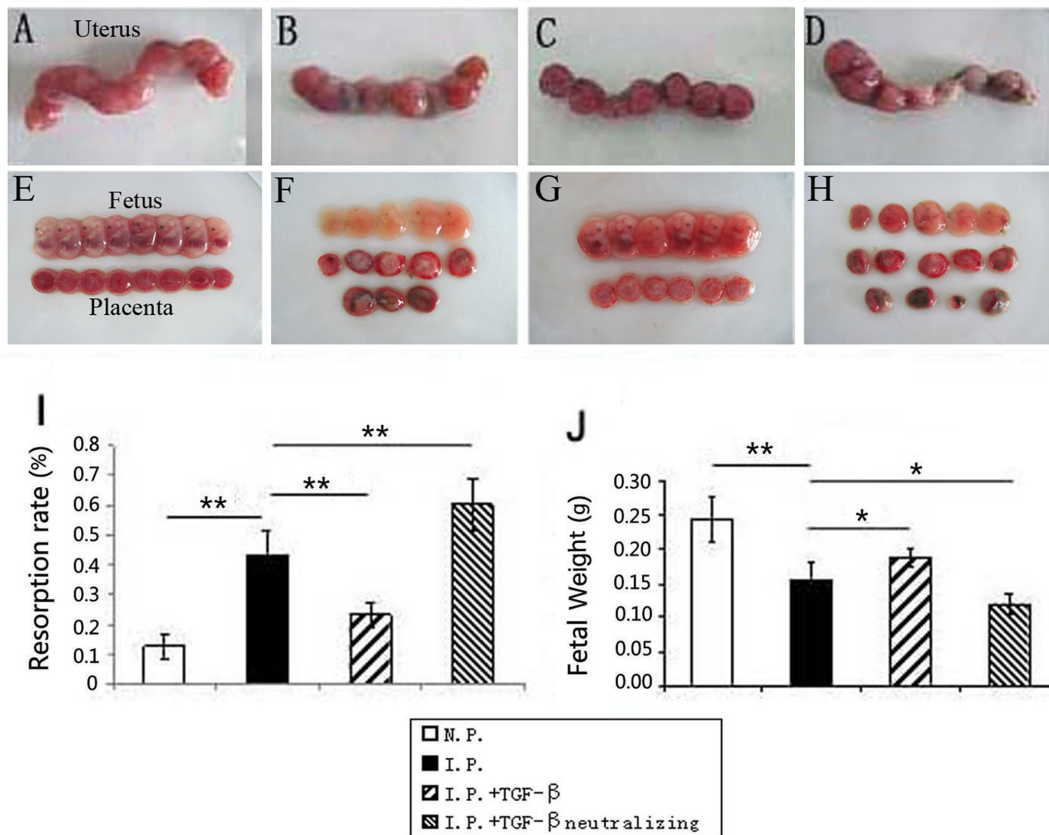 A Uterus
B
C
D
E Fetus
Placenta
F
G
H
I
Resorption rate (%)
0.8
0.7
0.6
0.5
0.4
0.3
0.2
0.1
0
**
**
**
J
Fetal Weight (g)
0.30
0.25
0.20
0.15
0.10
0.05
0.00
**
*
*
N.P.
I.P.
I.P.+TGF-β
I.P.+TGF-β neutralizing